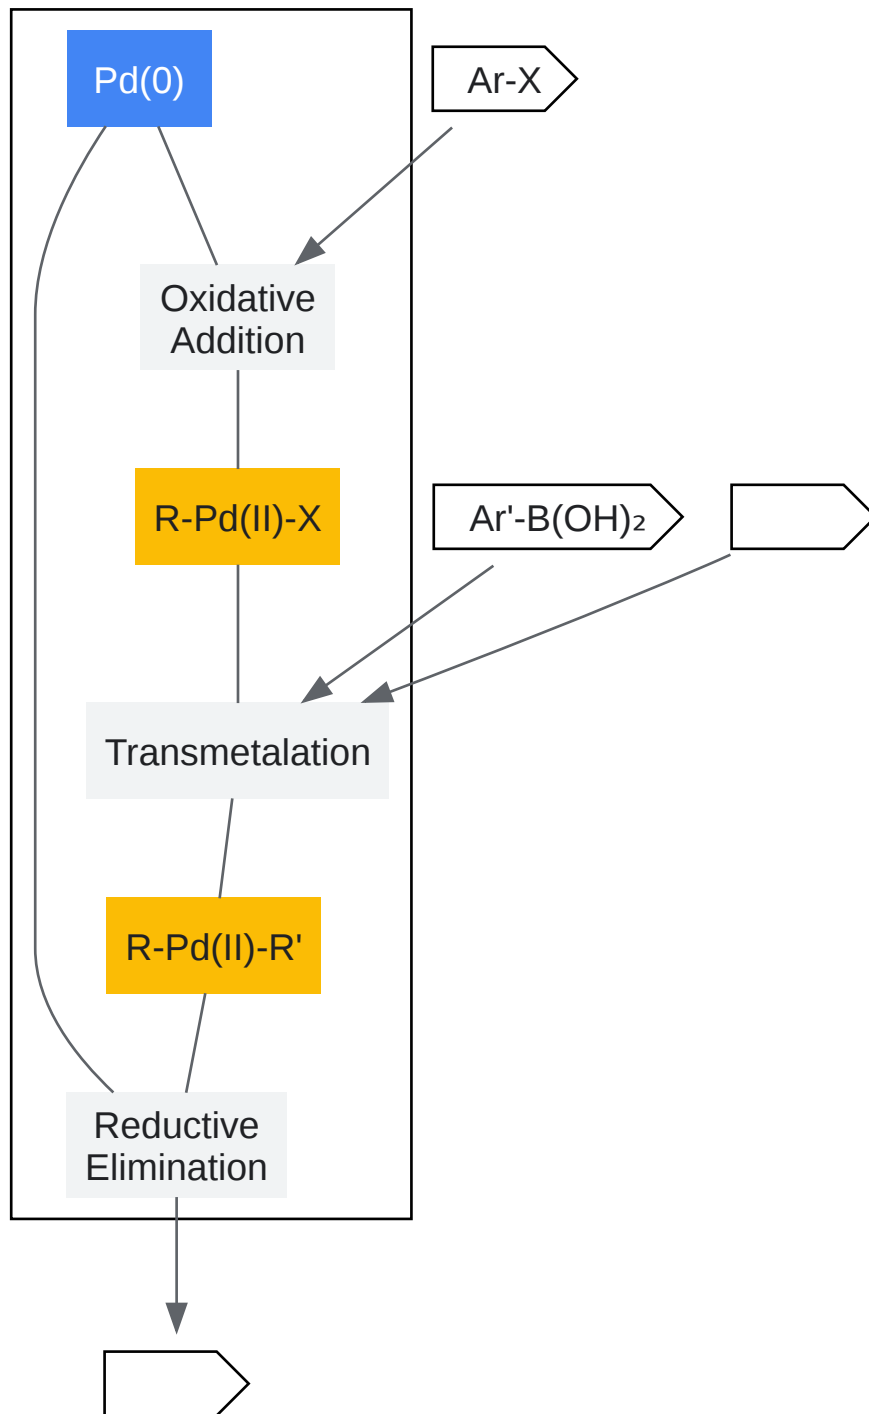 Pd(0)
Ar-X
Oxidative
Addition
R-Pd(II)-X
Ar'-B(OH)₂
Transmetalation
R-Pd(II)-R'
Reductive
Elimination